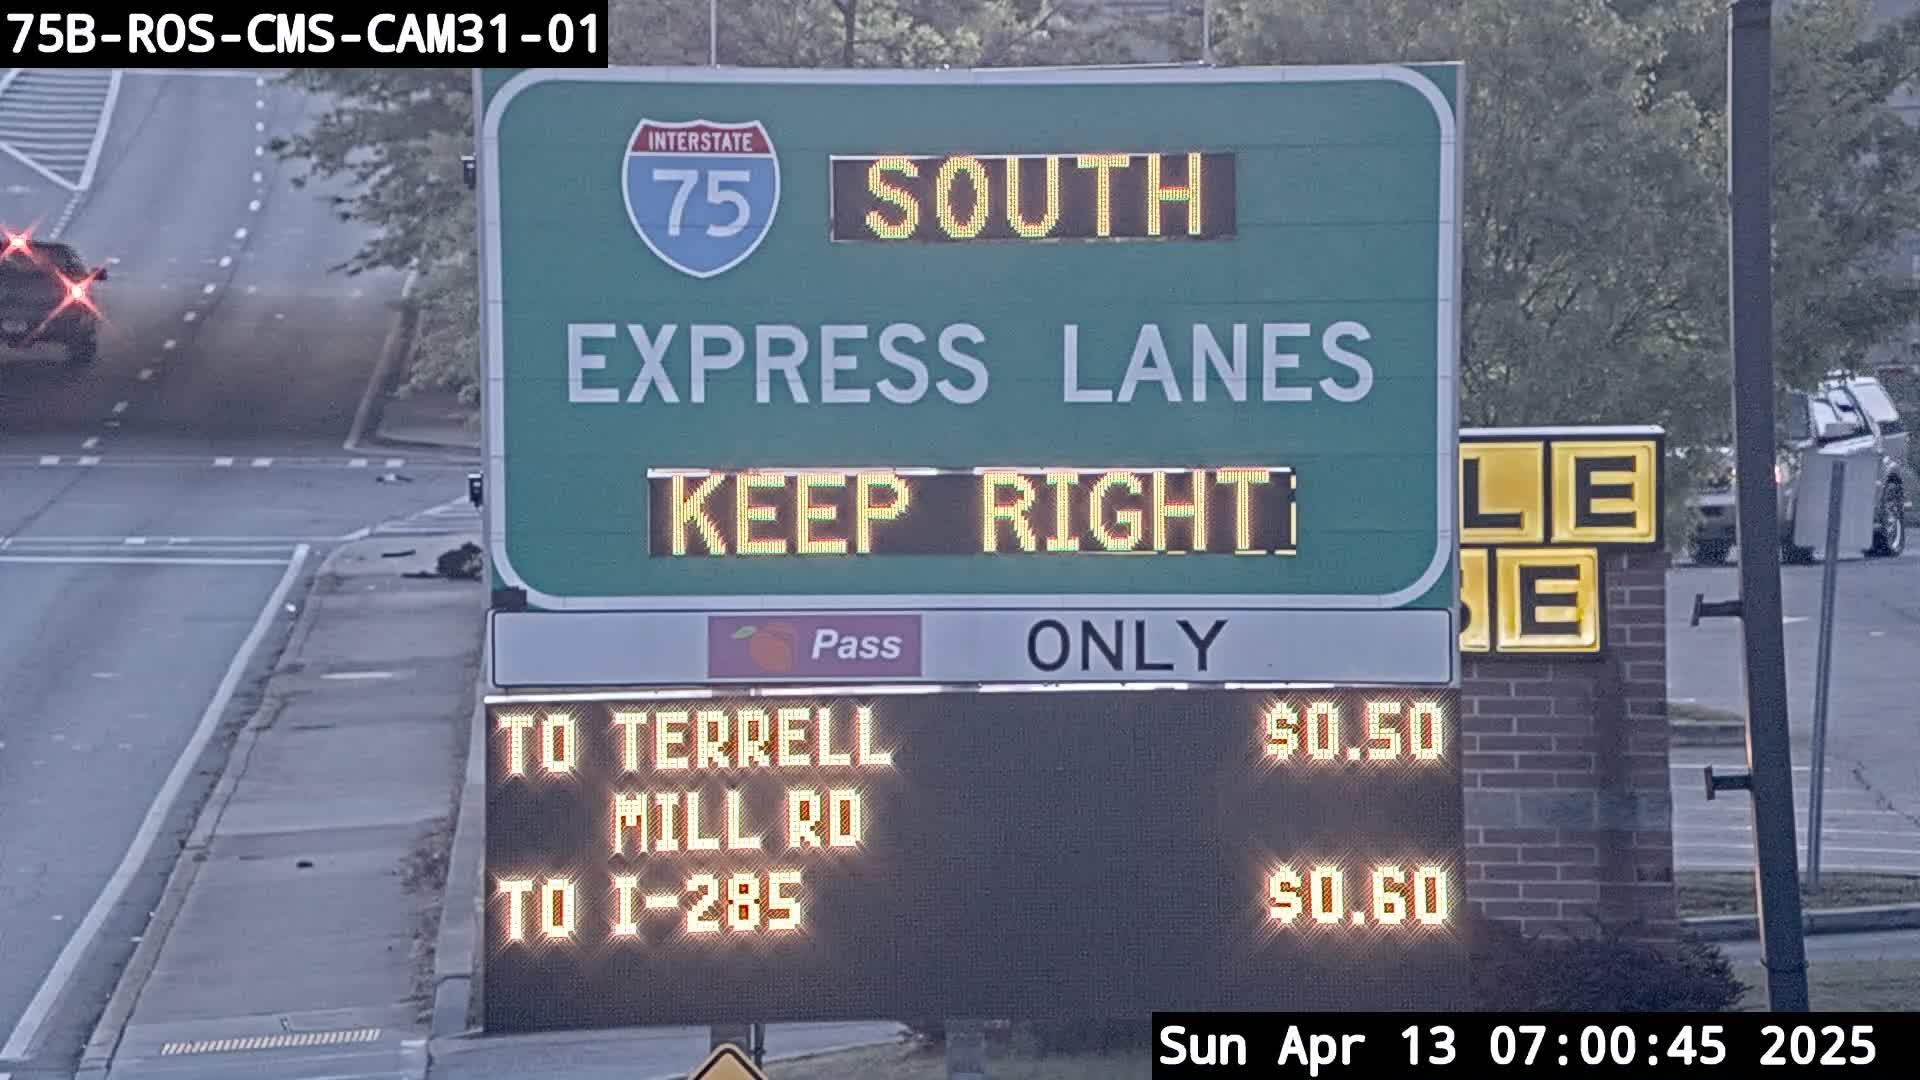 75B-ROS-CMS-CAM31-01
INTERSTATE
75
SOUTH
EXPRESS LANES
KEEP RIGHT
Pass ONLY
TO TERRELL $0.50
MILL RD
TO I-285 $0.60
LE
E
Sun Apr 13 07:00:45 2025